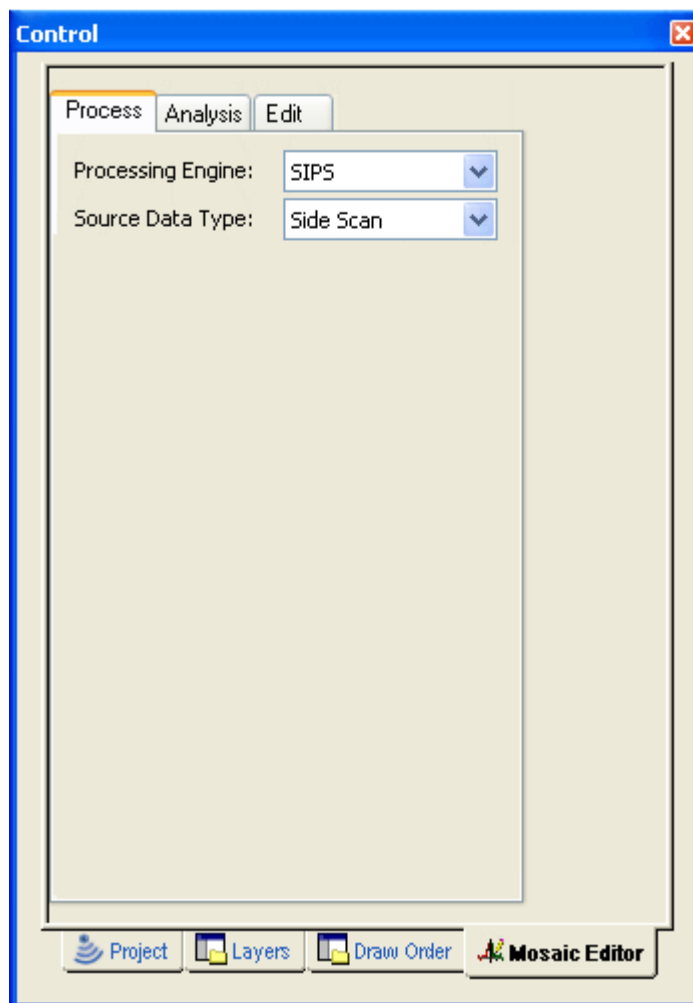 Control
Process Analysis Edit
Processing Engine: SIPS
Source Data Type: Side Scan
Project Layers Draw Order Mosaic Editor